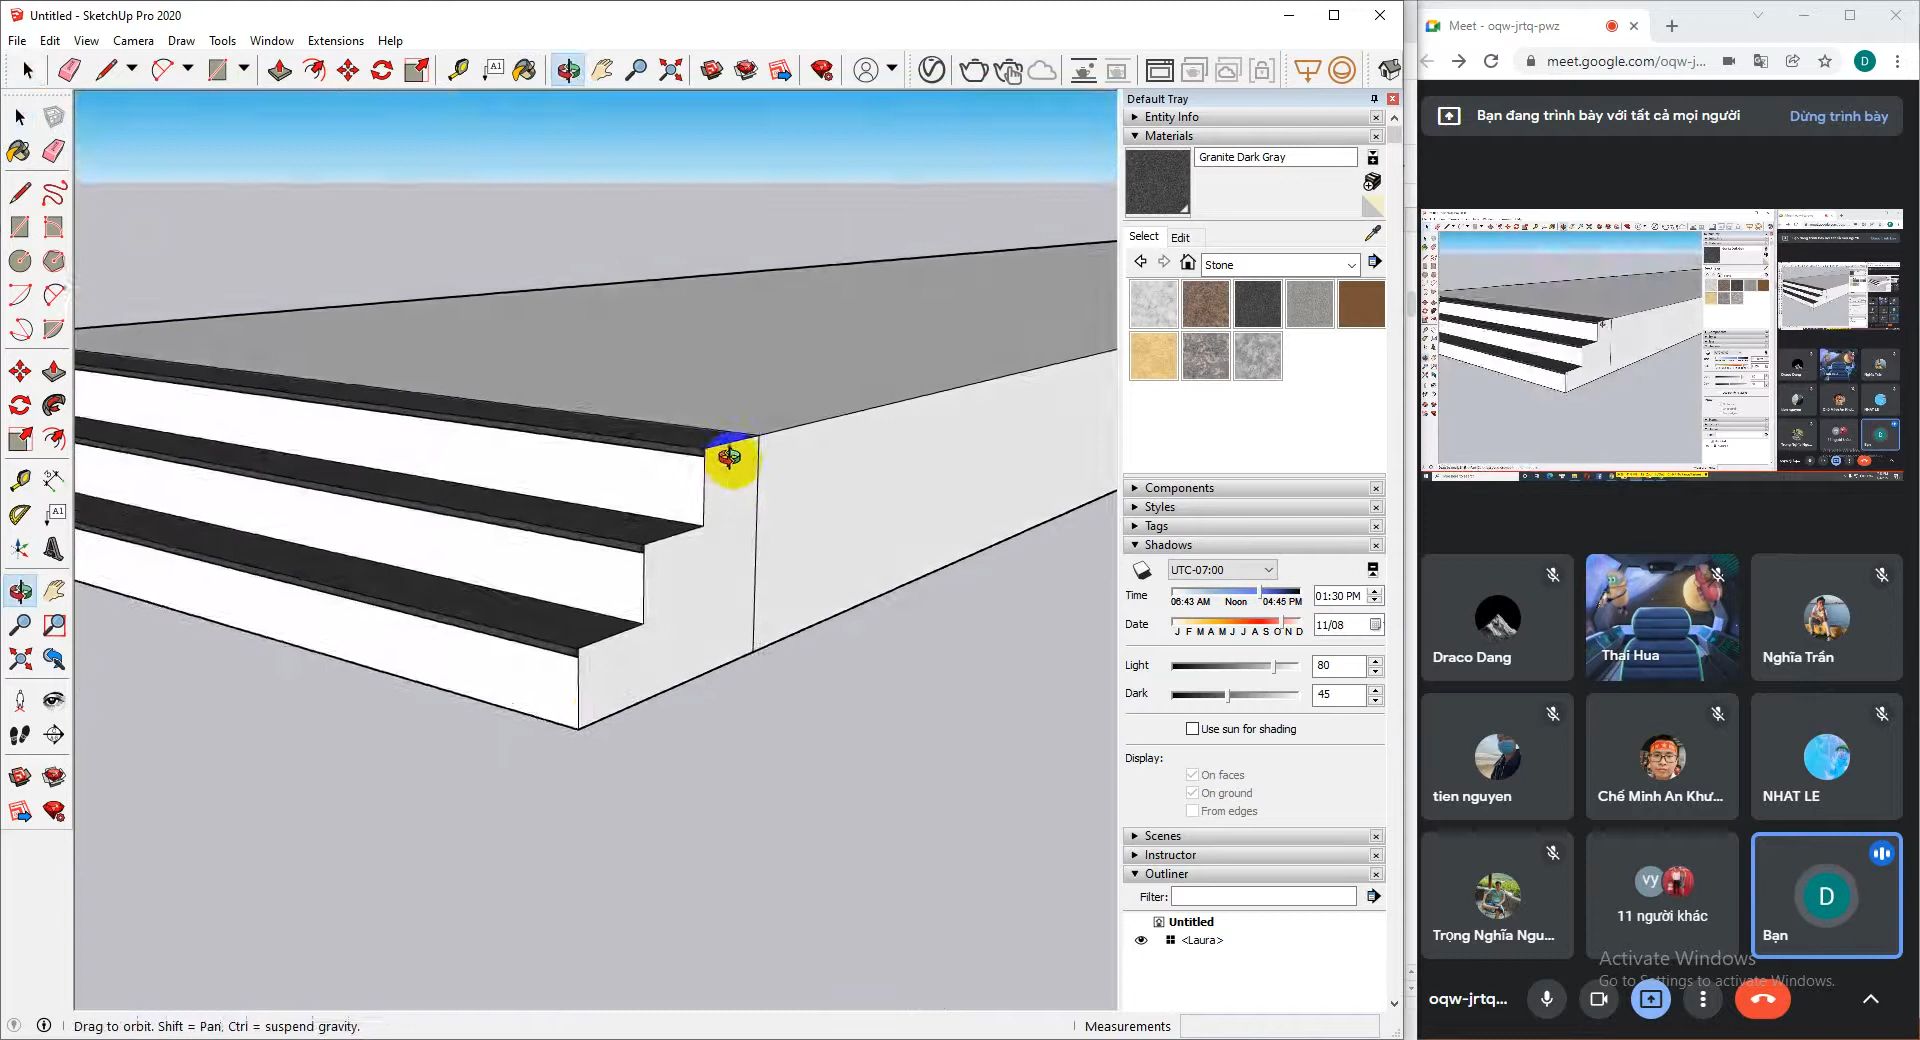 Untitled - SketchUp Pro 2020
File Edit View Camera Draw Tools Window Extensions Help
A1
Default Tray
Entity Info
Materials
Granite Dark Gray
Select Edit
Stone
A1
Components
Styles
Tags
Shadows
UTC-07:00
Time 06:43 AM Noon 04:45 PM 01:30 PM
Date J F M A M J J A S O N D 11/08
Light 80
Dark 45
Use sun for shading
Display:
On faces
On ground
From edges
Scenes
Instructor
Outliner
Filter:
Untitled
<Laura>
Drag to orbit. Shift = Pan, Ctrl = suspend gravity.
Measurements
Meet - oqw-jrtq-pwz
meet.google.com/oqw-j...
D
Bạn đang trình bày với tất cả mọi người Dừng trình bày
Draco Dang
Thai Hua
Nghĩa Trần
tien nguyen
Chế Minh An Khư...
NHAT LE
Trọng Nghĩa Ngu...
VY
11 người khác
D
Bạn
Activate Windows
Go to Settings to activate Windows.
oqw-jrtq...